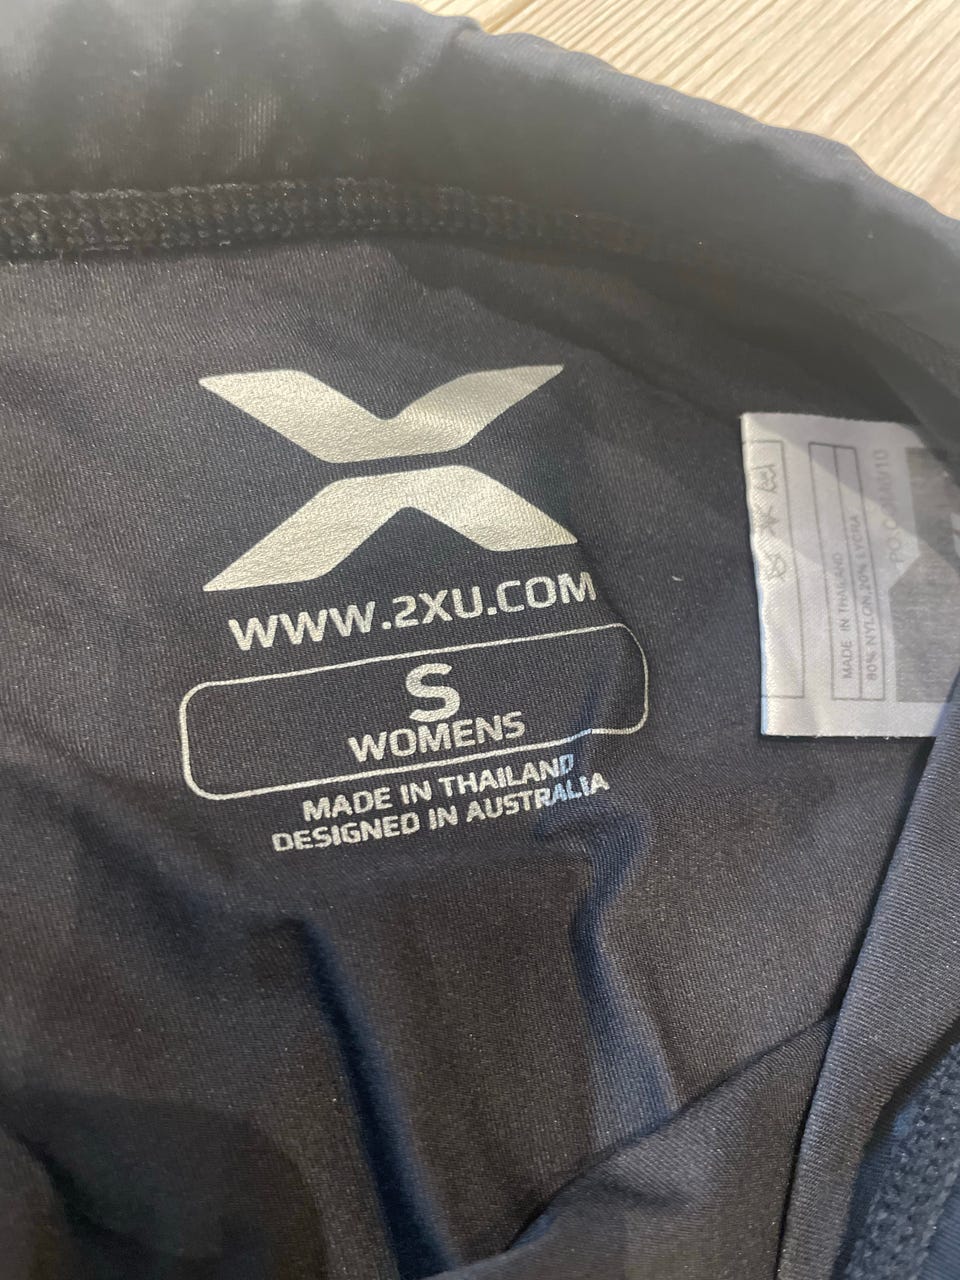 WWW.2XU.COM
S
WOMENS
MADE IN THAILAND
DESIGNED IN AUSTRALIA
MADE IN THAILAND
80% NYLON 20% LYCRA